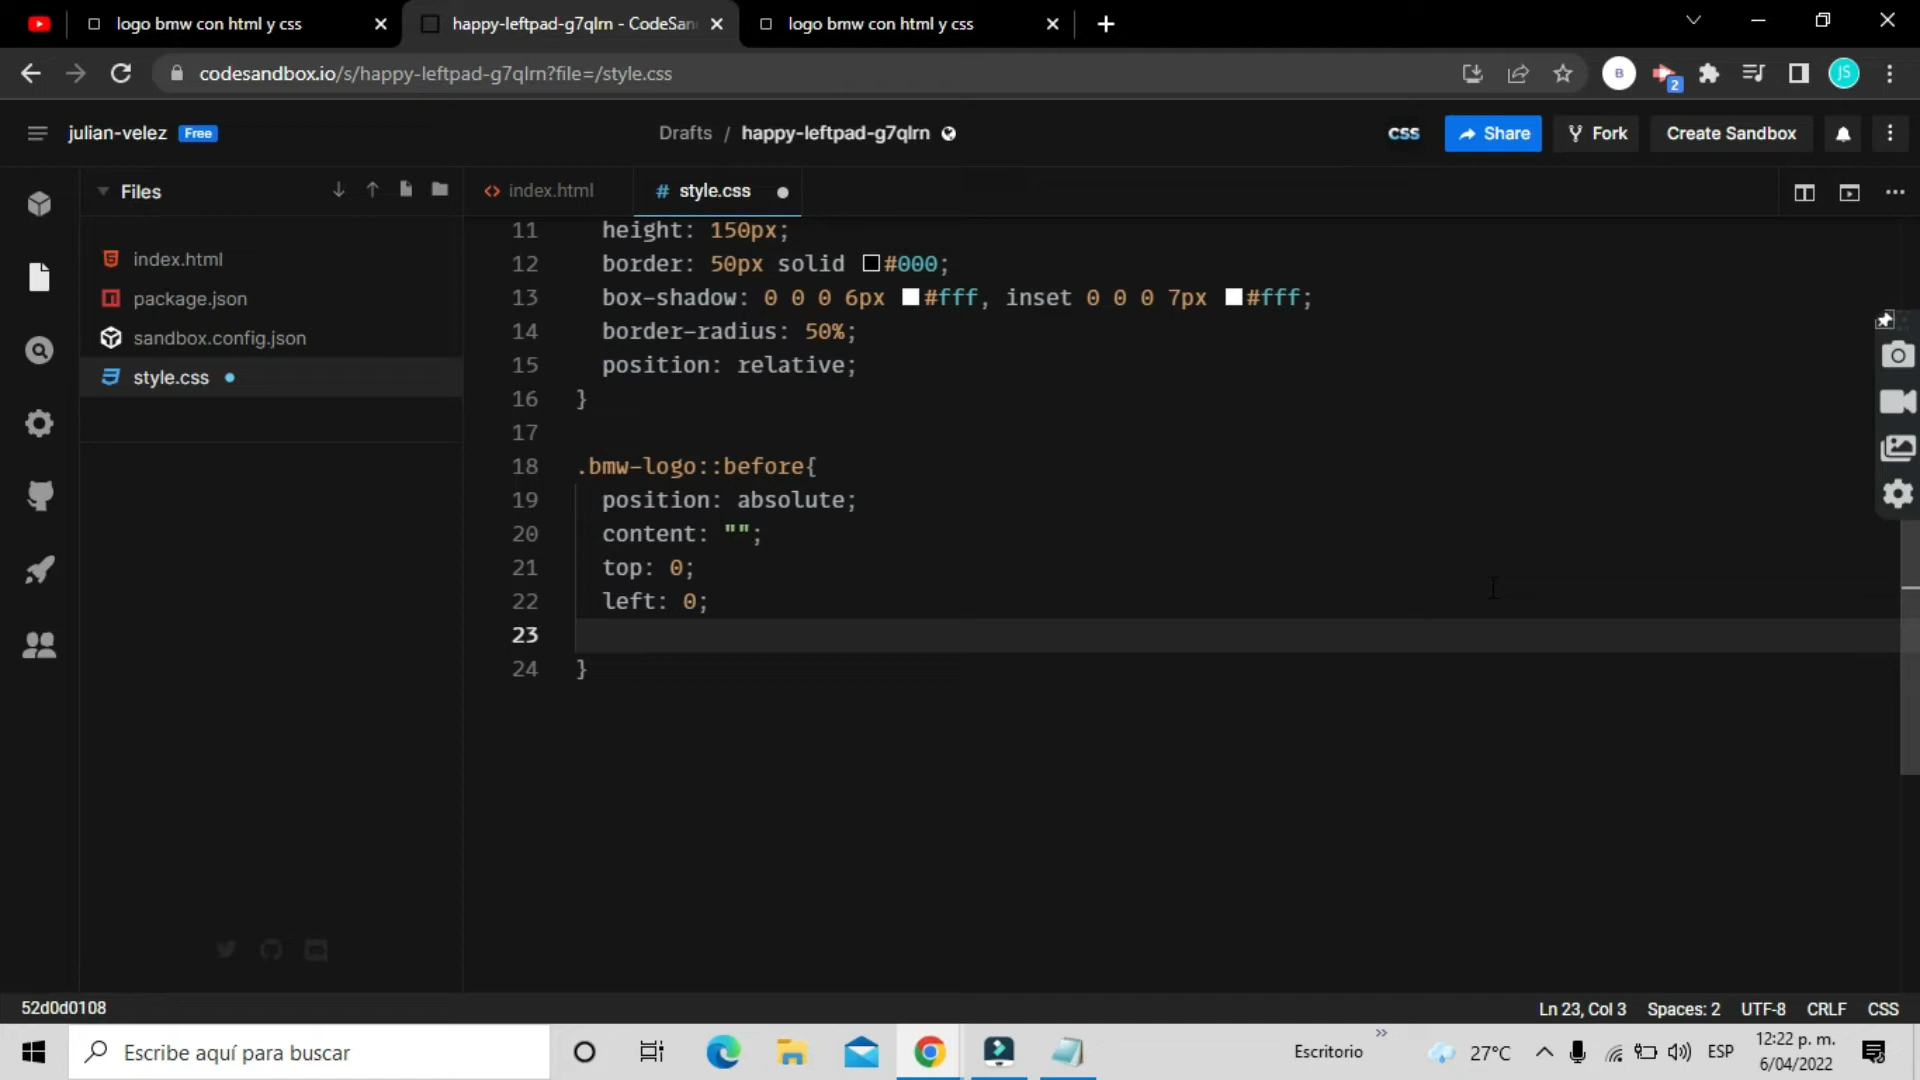 logo bmw con html y css
happy-leftpad-g7qlrn - CodeSan
logo bmw con html y css
codesandbox.io/s/happy-leftpad-g7qlrn?file=/style.css
B
2
JS
julian-velez Free
Drafts / happy-leftpad-g7qlrn
CSS
Share
Fork
Create Sandbox
Files
index.html
# style.css
index.html
package.json
sandbox.config.json
style.css
11 height: 150px;
12 border: 50px solid #000;
13 box-shadow: 0 0 0 6px #fff, inset 0 0 0 7px #fff;
14 border-radius: 50%;
15 position: relative;
16 }
17
18 .bmw-logo::before{
19 position: absolute;
20 content: "";
21 top: 0;
22 left: 0;
23
24 }
52d0d0108
Ln 23, Col 3 Spaces: 2 UTF-8 CRLF CSS
Escribe aquí para buscar
Escritorio
27°C
ESP
12:22 p. m.
6/04/2022